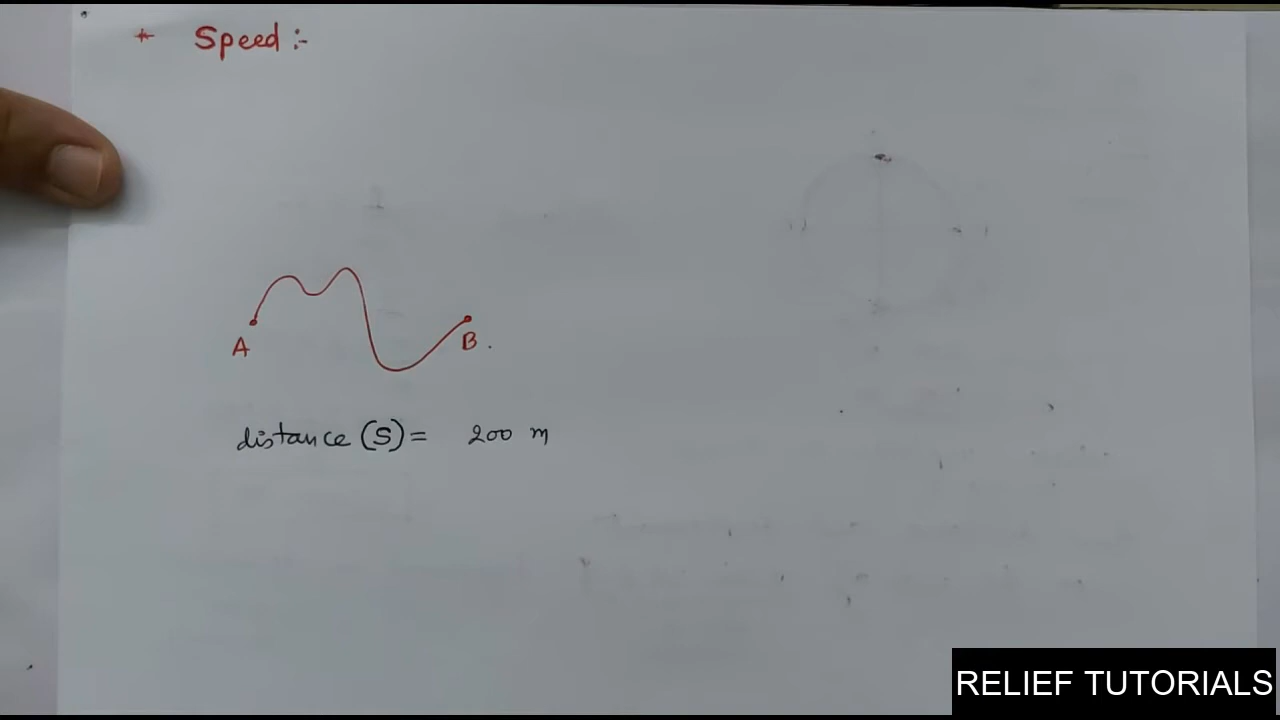 * Speed :-
A
B .
distance (S) = 200 m
RELIEF TUTORIALS